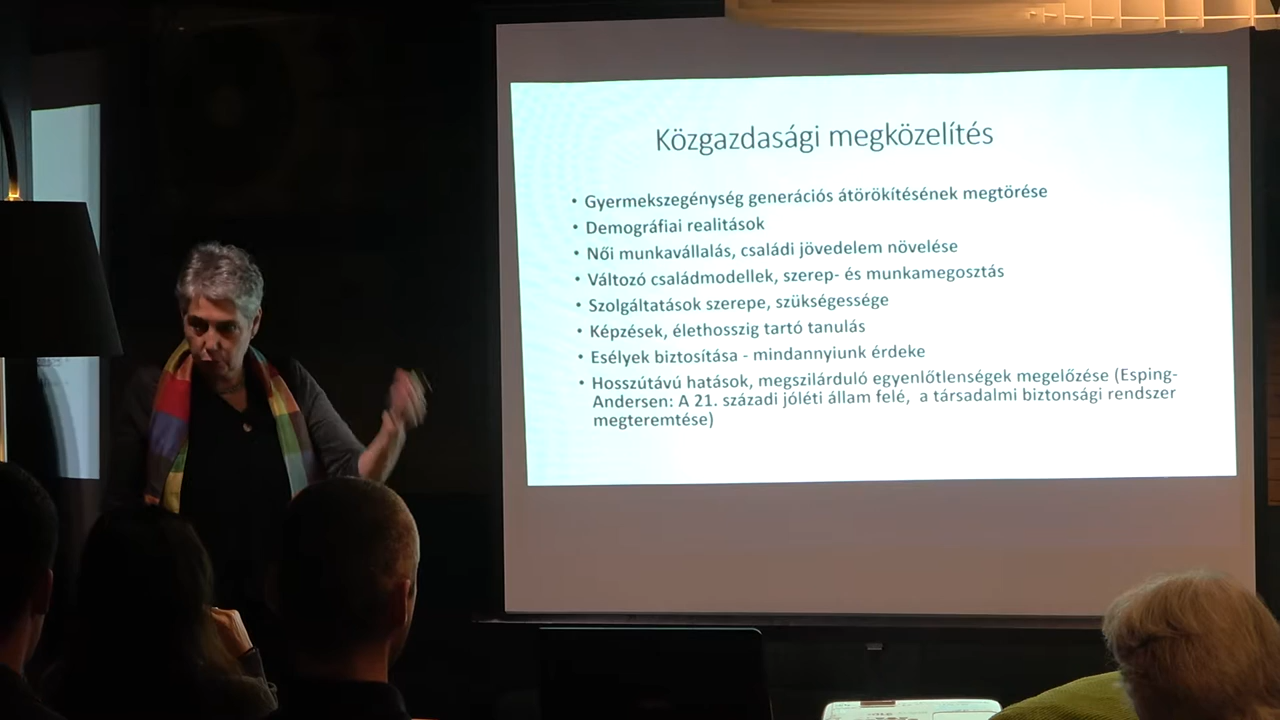 Közgazdasági megközelítés
• Gyermekszegénység generációs átörökítésének megtörése
• Demográfiai realitások
• Női munkavállalás, családi jövedelem növelése
• Változó családmodellek, szerep- és munkamegosztás
• Szolgáltatások szerepe, szükségessége
• Képzések, élethosszig tartó tanulás
• Esélyek biztosítása - mindannyiunk érdeke
• Hosszútávú hatások, megszilárduló egyenlőtlenségek megelőzése (Esping-
Andersen: A 21. századi jóléti állam felé, a társadalmi biztonsági rendszer
megteremtése)